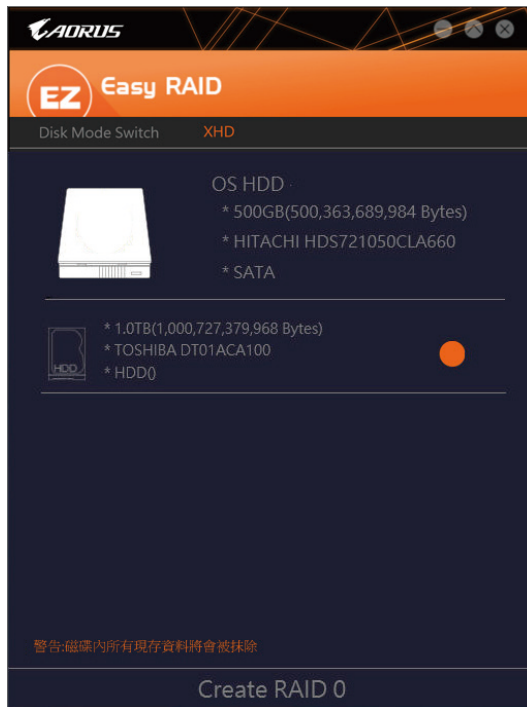 AORUS
EZ Easy RAID
Disk Mode Switch XHD
OS HDD
* 500GB(500,363,689,984 Bytes)
* HITACHI HDS721050CLA660
* SATA
* 1.0TB(1,000,727,379,968 Bytes)
* TOSHIBA DT01ACA100
HDD * HDD0
警告:磁碟內所有現存資料將會被抹除
Create RAID 0